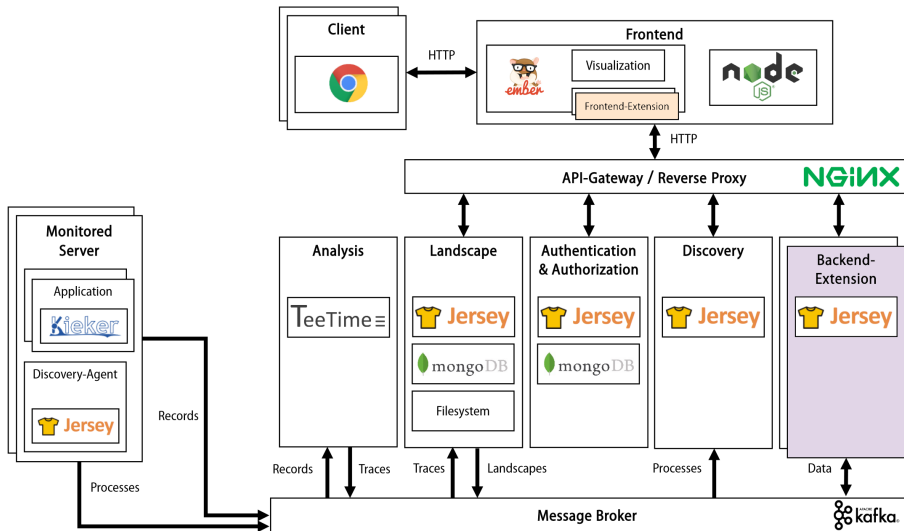 Client
HTTP
Frontend
ember
Visualization
Frontend-Extension
node
JS
HTTP
API-Gateway / Reverse Proxy
NGiNX
Monitored
Server
Application
Kieker
Discovery-Agent
Jersey
Analysis
TeeTime
Landscape
Jersey
mongoDB
Filesystem
Authentication
& Authorization
Jersey
mongoDB
Discovery
Jersey
Backend-
Extension
Jersey
Records
Processes
Records
Traces
Traces
Landscapes
Processes
Data
Message Broker
APACHE
kafka